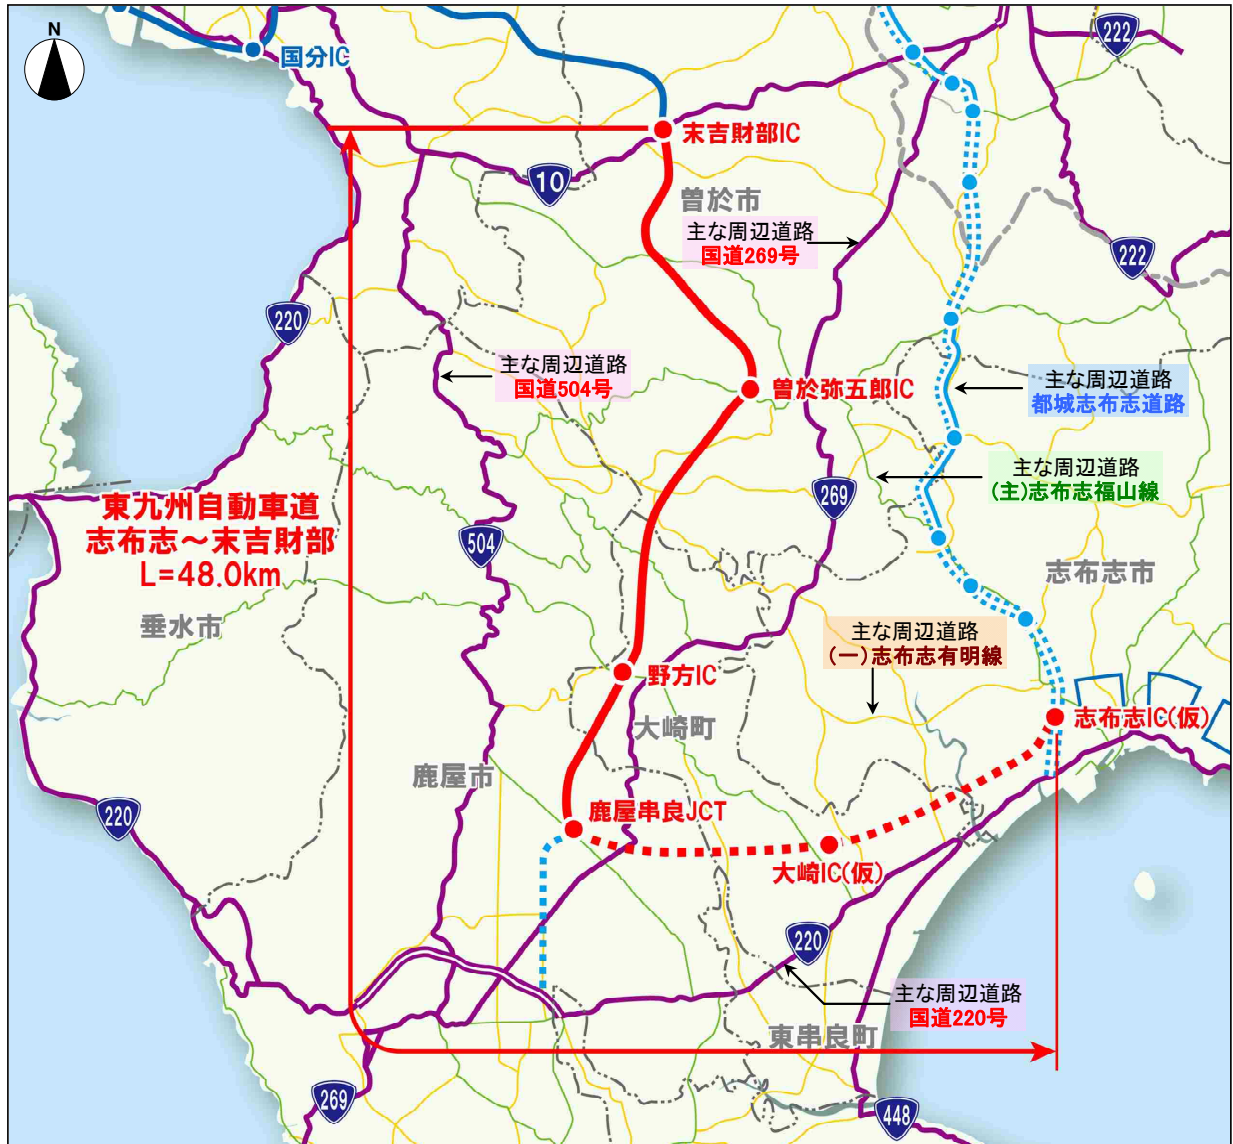 N
国分IC
222
末吉財部IC
10
曽於市
主な周辺道路
国道269号
222
220
主な周辺道路
国道504号
曽於弥五郎IC
主な周辺道路
都城志布志道路
主な周辺道路
(主)志布志福山線
269
東九州自動車道
志布志～末吉財部
L=48.0km
504
志布志市
垂水市
主な周辺道路
(一)志布志有明線
野方IC
大崎町
志布志IC(仮)
鹿屋市
鹿屋串良JCT
220
大崎IC(仮)
220
主な周辺道路
国道220号
東串良町
269
448